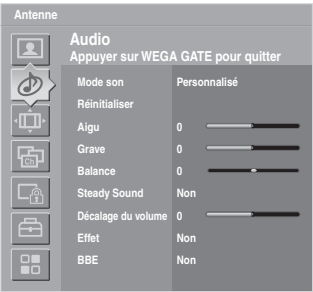 Antenne
Audio
Appuyer sur WEGA GATE pour quitter
Mode son Personnalisé
Réinitialiser
Aigu 0
Grave 0
Balance 0
Steady Sound Non
Décalage du volume 0
Effet Non
BBE Non
Ch